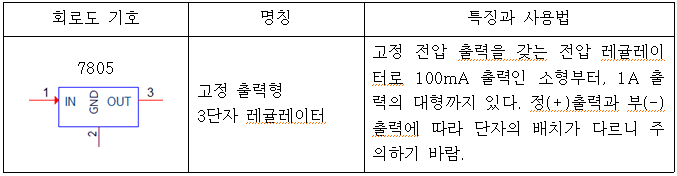 회로도 기호
명칭
특징과 사용법
7805
1
IN
GND
OUT
3
2
고정 출력형
3단자 레귤레이터
고정 전압 출력을 갖는 전압 레귤레이
터로 100mA 출력인 소형부터, 1A 출
력의 대형까지 있다. 정(+)출력과 부(-)
출력에 따라 단자의 배치가 다르니 주
의하기 바람.